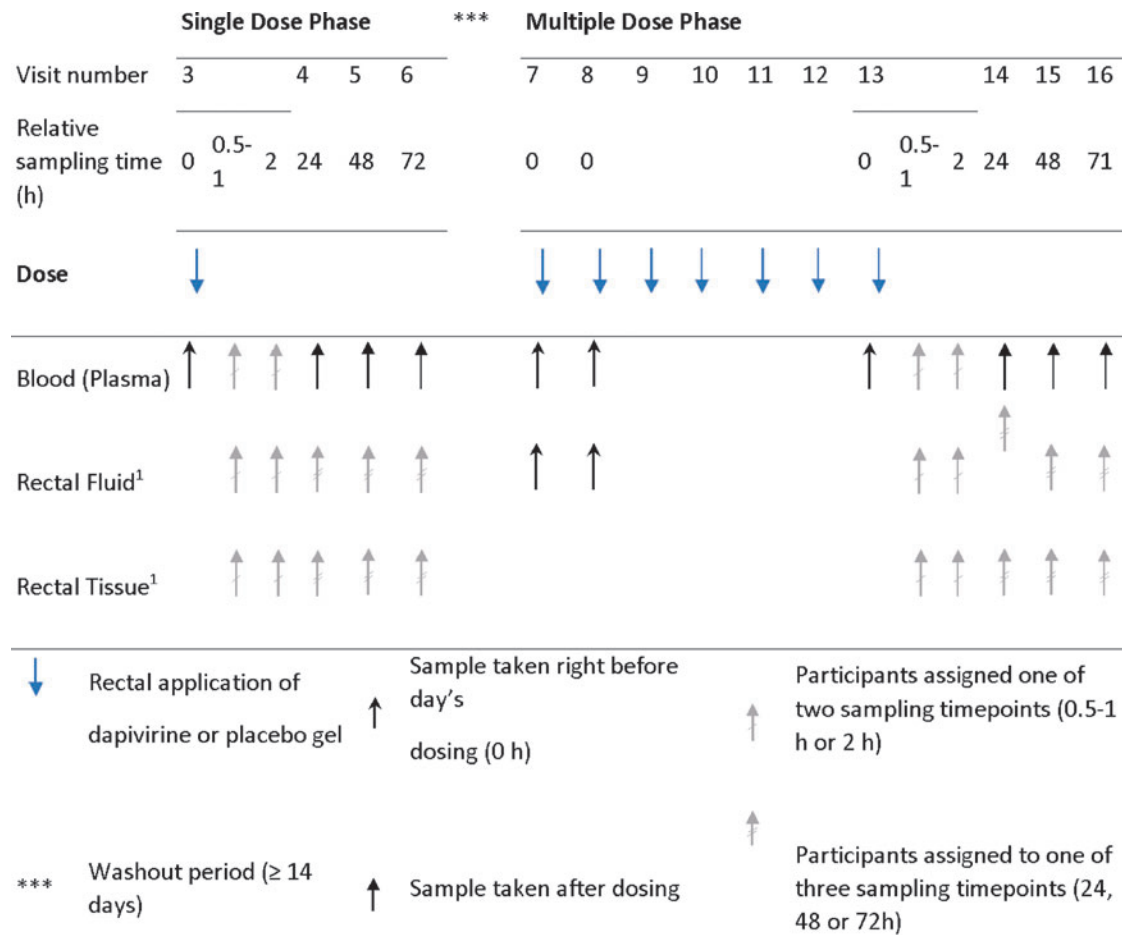 Single Dose Phase *** Multiple Dose Phase
Visit number 3 4 5 6 7 8 9 10 11 12 13 14 15 16
Relative
sampling time
(h)
0 0.5-
1 2 24 48 72 0 0 0 0.5-
1 2 24 48 71
Dose
Blood (Plasma)
Rectal Fluid1
Rectal Tissue1
Rectal application of
dapivirine or placebo gel
Sample taken right before
day's
dosing (0 h)
Participants assigned one of
two sampling timepoints (0.5-1
h or 2 h)
*** Washout period (≥ 14
days)
Sample taken after dosing
Participants assigned to one of
three sampling timepoints (24,
48 or 72h)